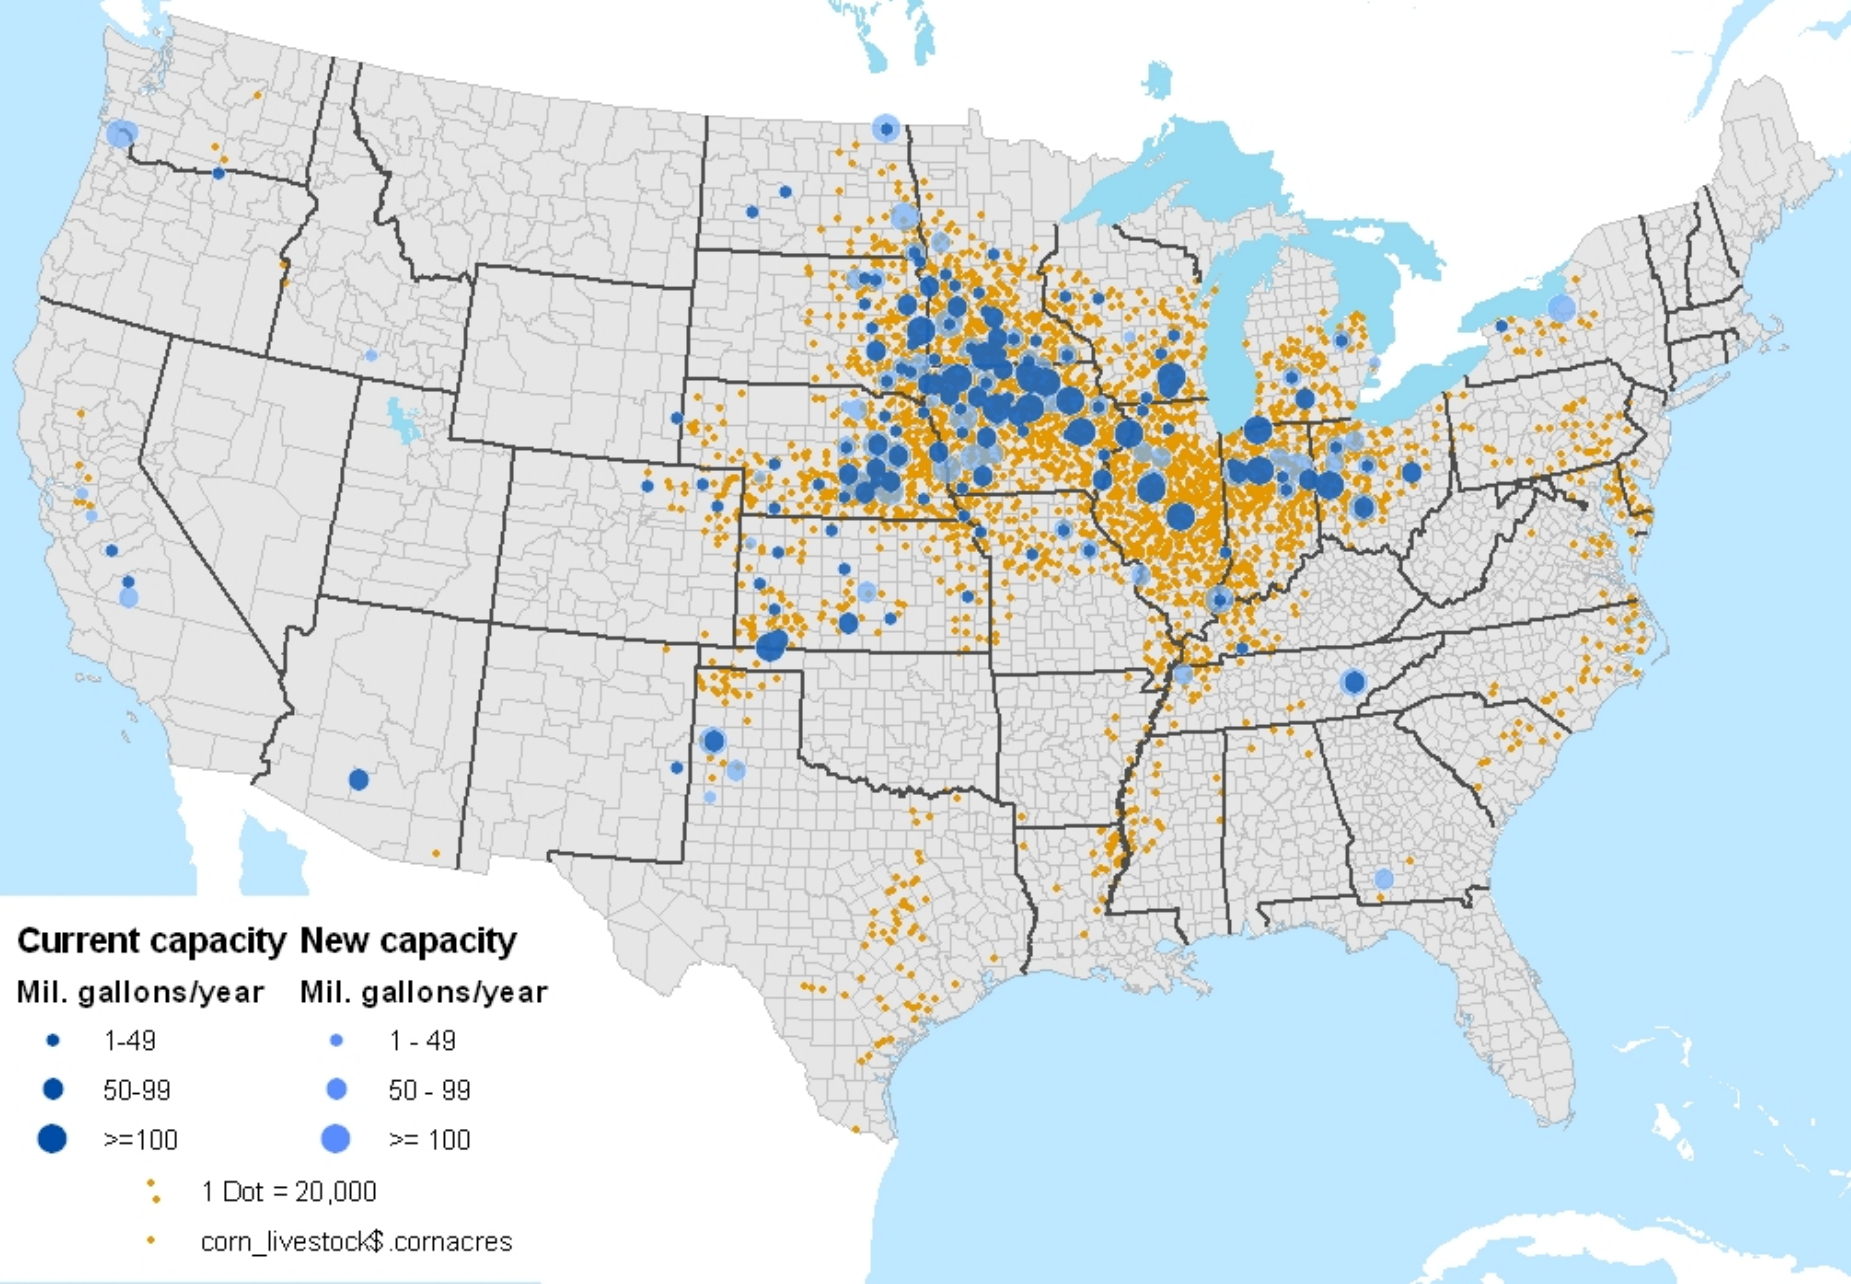 Current capacity New capacity
Mil. gallons/year Mil. gallons/year
1-49 1 - 49
50-99 50 - 99
>=100 >= 100
1 Dot = 20,000
corn_livestock$.cornacres